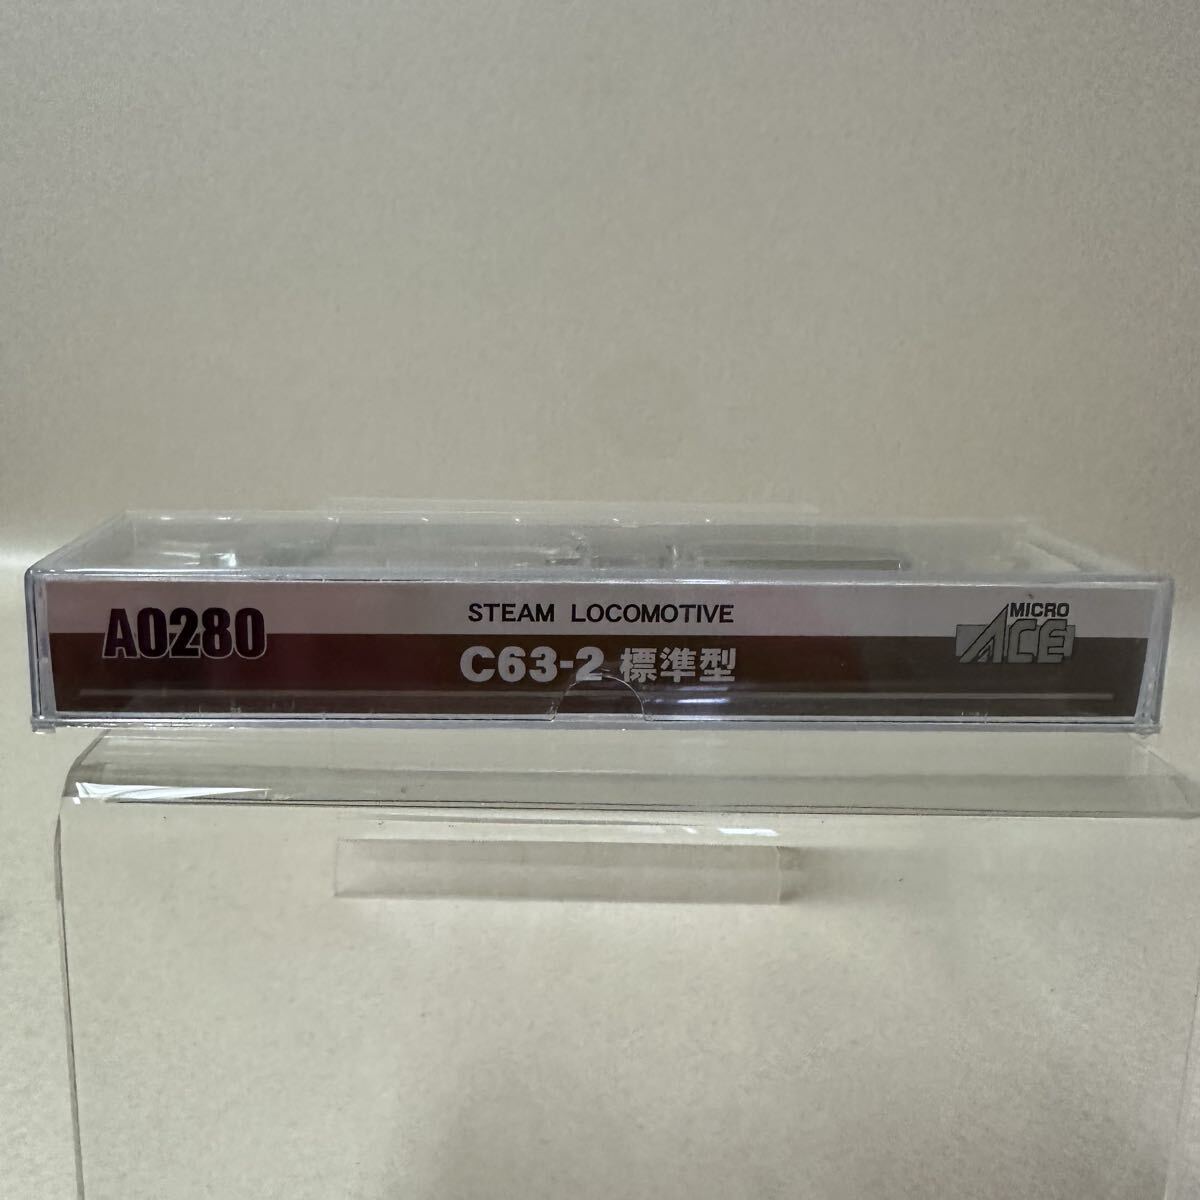 A0280
STEAM LOCOMOTIVE
C63-2 標準型
MICRO
ACE